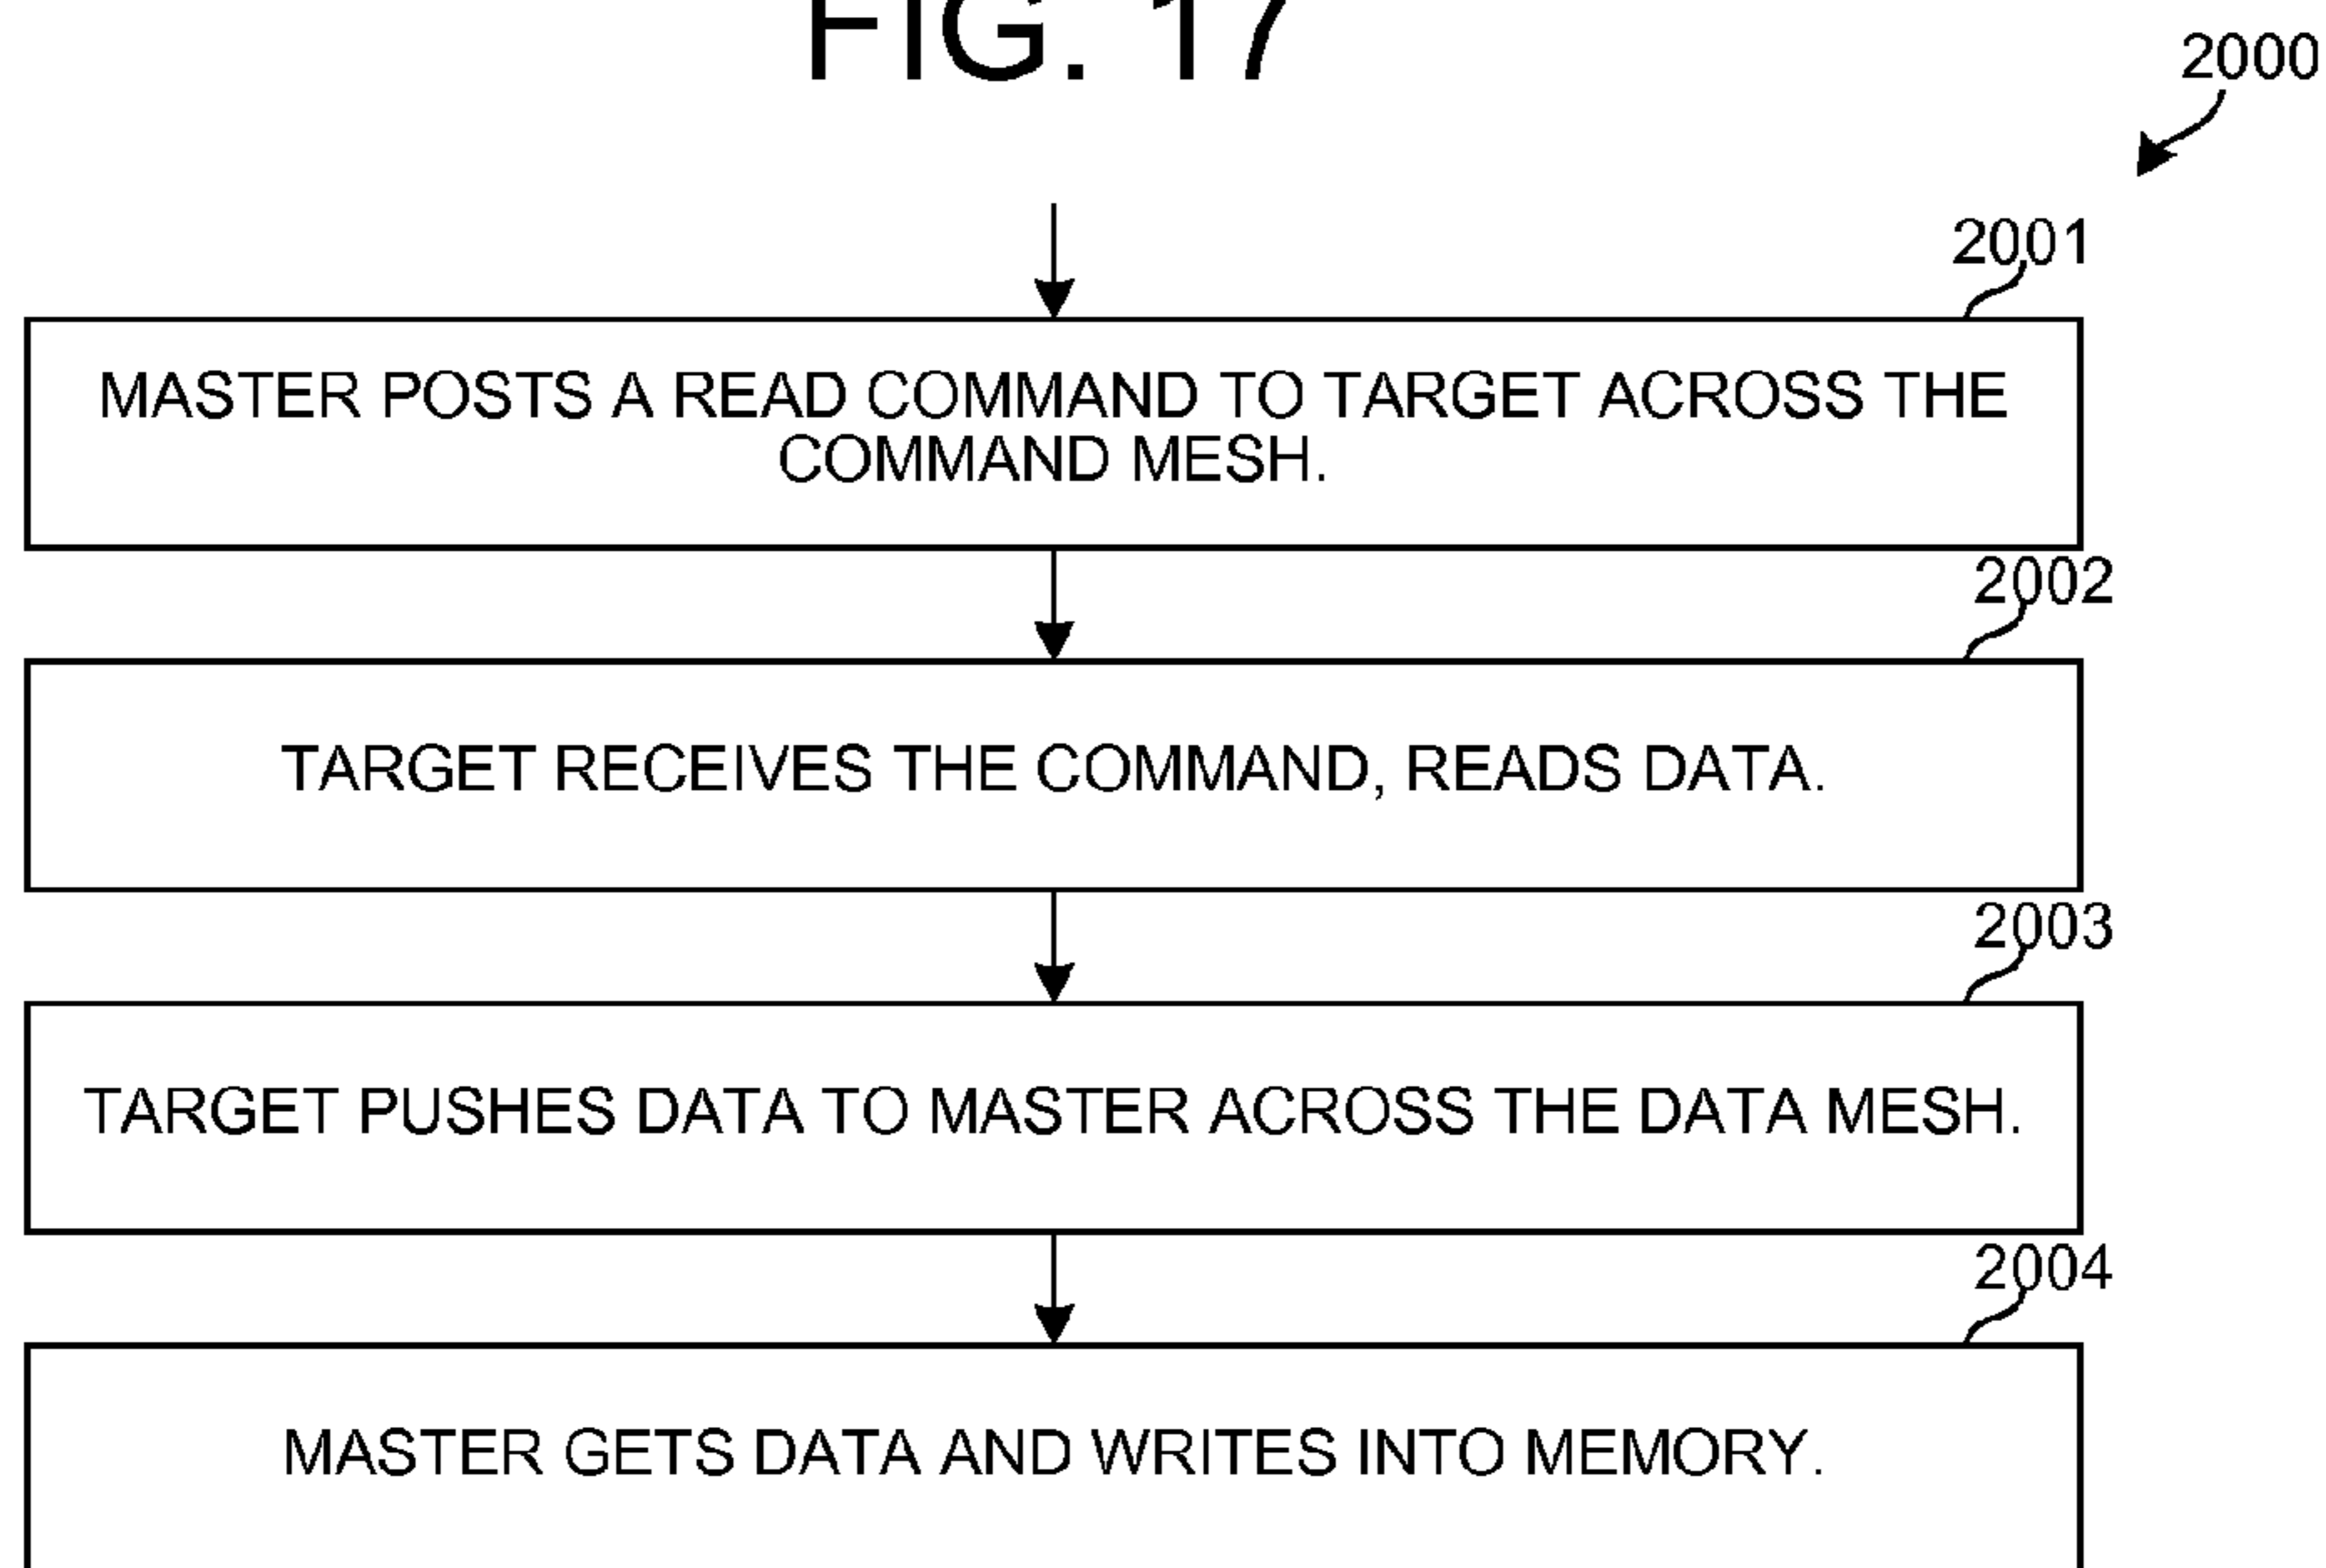 FIG. 17
2000
2001
MASTER POSTS A READ COMMAND TO TARGET ACROSS THE
COMMAND MESH.
2002
TARGET RECEIVES THE COMMAND, READS DATA.
2003
TARGET PUSHES DATA TO MASTER ACROSS THE DATA MESH.
2004
MASTER GETS DATA AND WRITES INTO MEMORY.